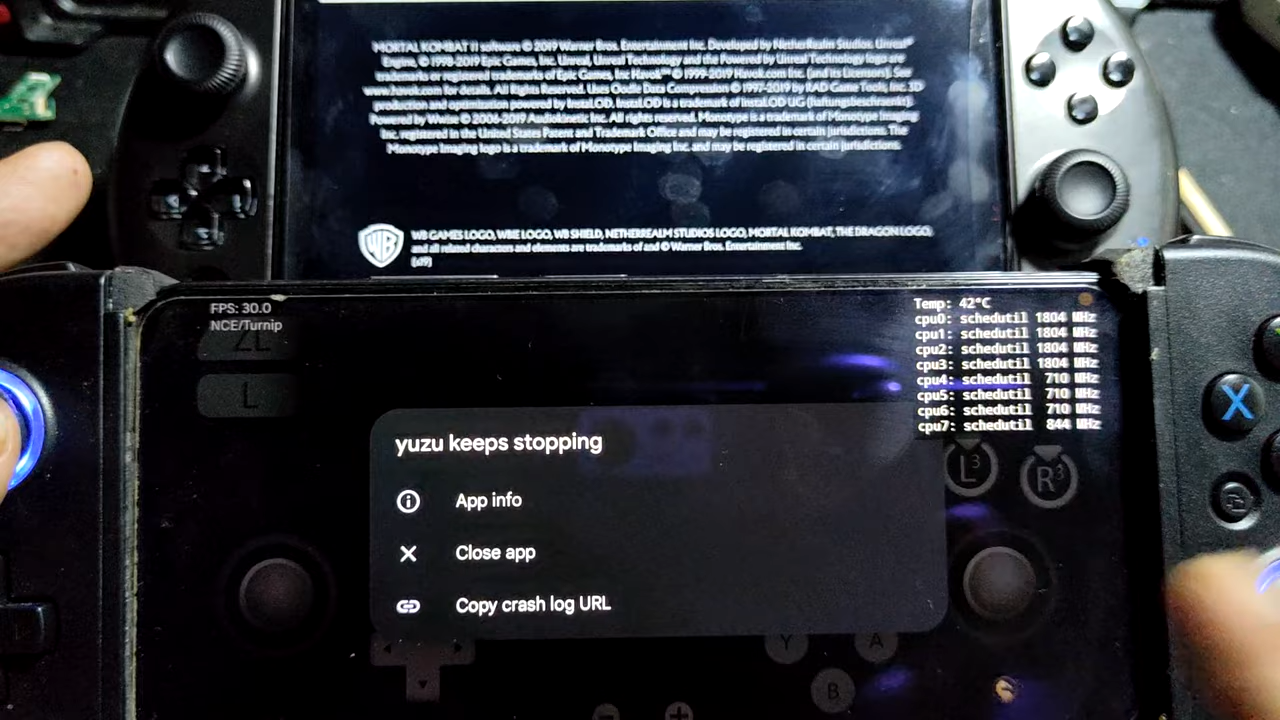 MORTAL KOMBAT 11 software © 2019 Warner Bros. Entertainment Inc. Developed by NetherRealm Studios. Unreal®
Engine, © 1998-2019 Epic Games, Inc. Unreal, Unreal Technology and the Powered by Unreal Technology logo are
trademarks or registered trademarks of Epic Games, Inc Havok™ © 1999-2019 Havok.com Inc. (and its Licensors). See
www.havok.com for details. All Rights Reserved. Uses Oodle Data Compression © 1997-2019 by RAD Game Tools, Inc. 3D
production and optimization powered by InstaLOD. InstaLOD is a trademark of InstaLOD UG (haftungsbeschraenkt).
Powered by Wwise © 2006-2019 Audiokinetic Inc. All rights reserved. Monotype is a trademark of Monotype Imaging
Inc. registered in the United States Patent and Trademark Office and may be registered in certain jurisdictions. The
Monotype Imaging logo is a trademark of Monotype Imaging Inc. and may be registered in certain jurisdictions.
WB
WB GAMES LOGO, WBIE LOGO, WB SHIELD, NETHERREALM STUDIOS LOGO, MORTAL KOMBAT, THE DRAGON LOGO,
and all related characters and elements are trademarks of and © Warner Bros. Entertainment Inc.
(s19)
FPS: 30.0
NCE/Turnip
ZL
L
Temp: 42°C
cpu0: schedutil 1804 MHz
cpu1: schedutil 1804 MHz
cpu2: schedutil 1804 MHz
cpu3: schedutil 1804 MHz
cpu4: schedutil 710 MHz
cpu5: schedutil 710 MHz
cpu6: schedutil 710 MHz
cpu7: schedutil 844 MHz
X
yuzu keeps stopping
App info
Close app
Copy crash log URL
L3
R3
Y
A
B